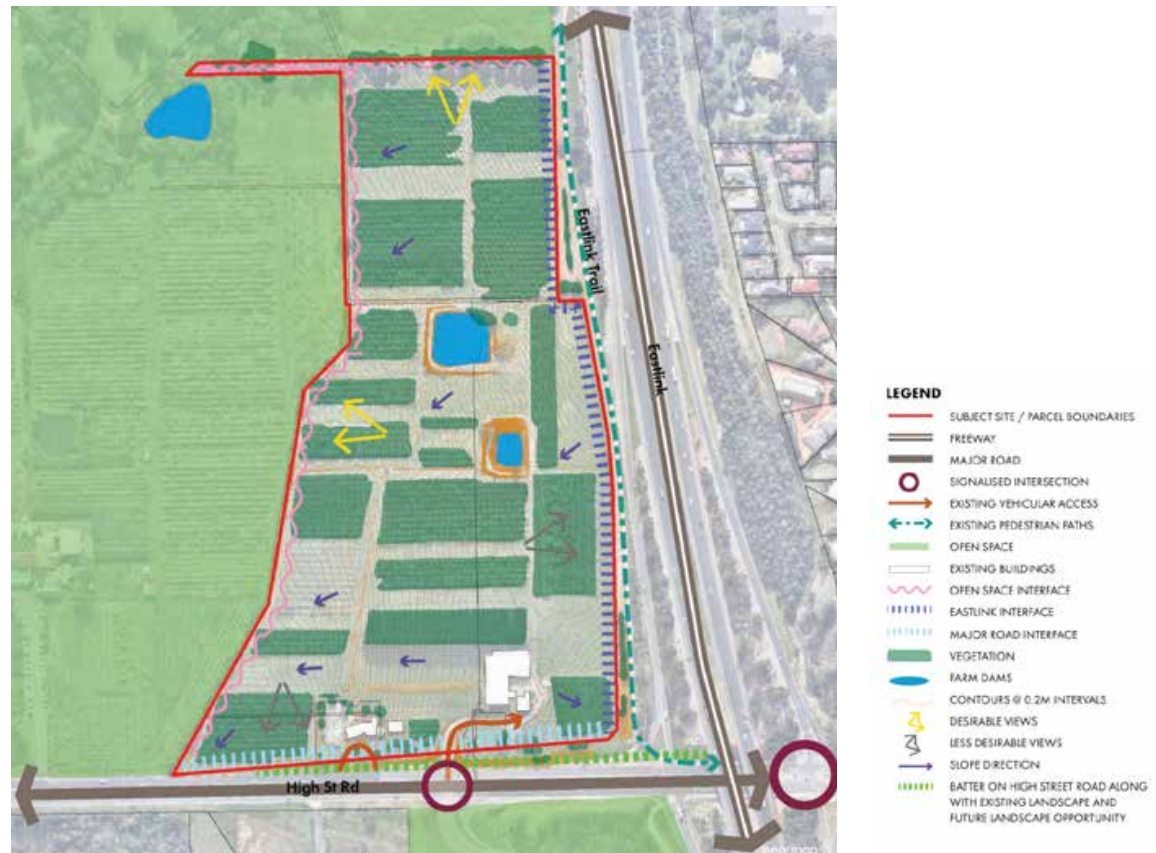 Eastlink Trail
Eastlink
High St Rd
nearmap
LEGEND
SUBJECT SITE / PARCEL BOUNDARIES
FREEWAY
MAJOR ROAD
SIGNALISED INTERSECTION
EXISTING VEHICULAR ACCESS
EXISTING PEDESTRIAN PATHS
OPEN SPACE
EXISTING BUILDINGS
OPEN SPACE INTERFACE
EASTLINK INTERFACE
MAJOR ROAD INTERFACE
VEGETATION
FARM DAMS
CONTOURS @ 0.2M INTERVALS
DESIRABLE VIEWS
LESS DESIRABLE VIEWS
SLOPE DIRECTION
BATTER ON HIGH STREET ROAD ALONG
WITH EXISTING LANDSCAPE AND
FUTURE LANDSCAPE OPPORTUNITY